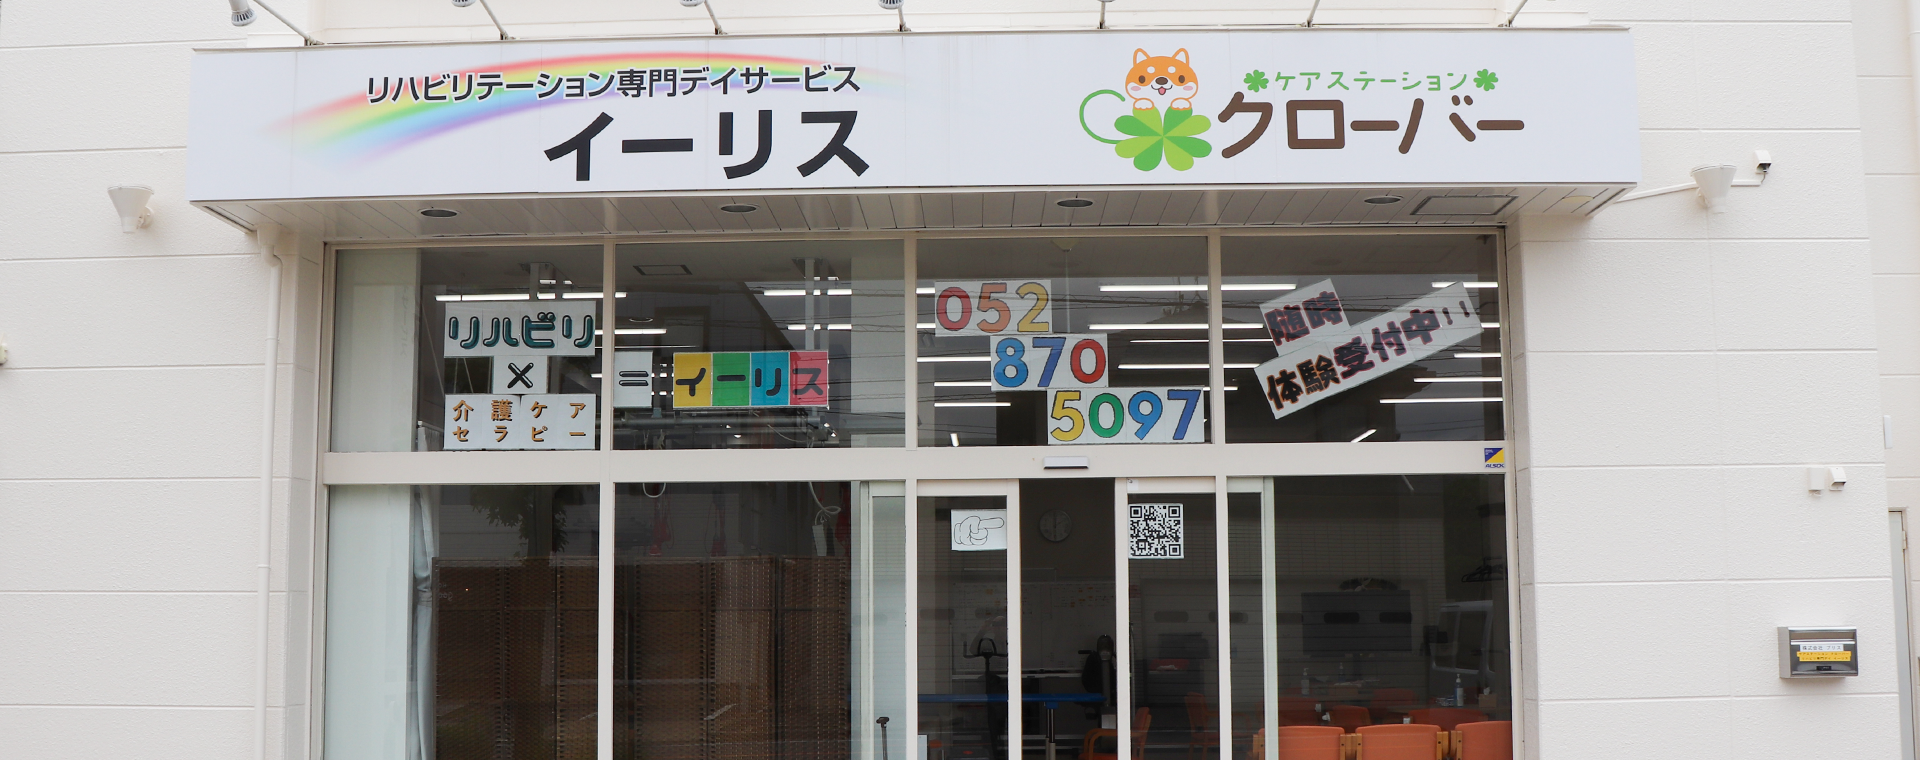 リハビリテーション専門デイサービス
イーリス
ケアステーション
クローバー
リハビリ
×
介護ケア
セラピー
=
イーリス
052
870
5097
随時
体験受付中!!
ALSOK